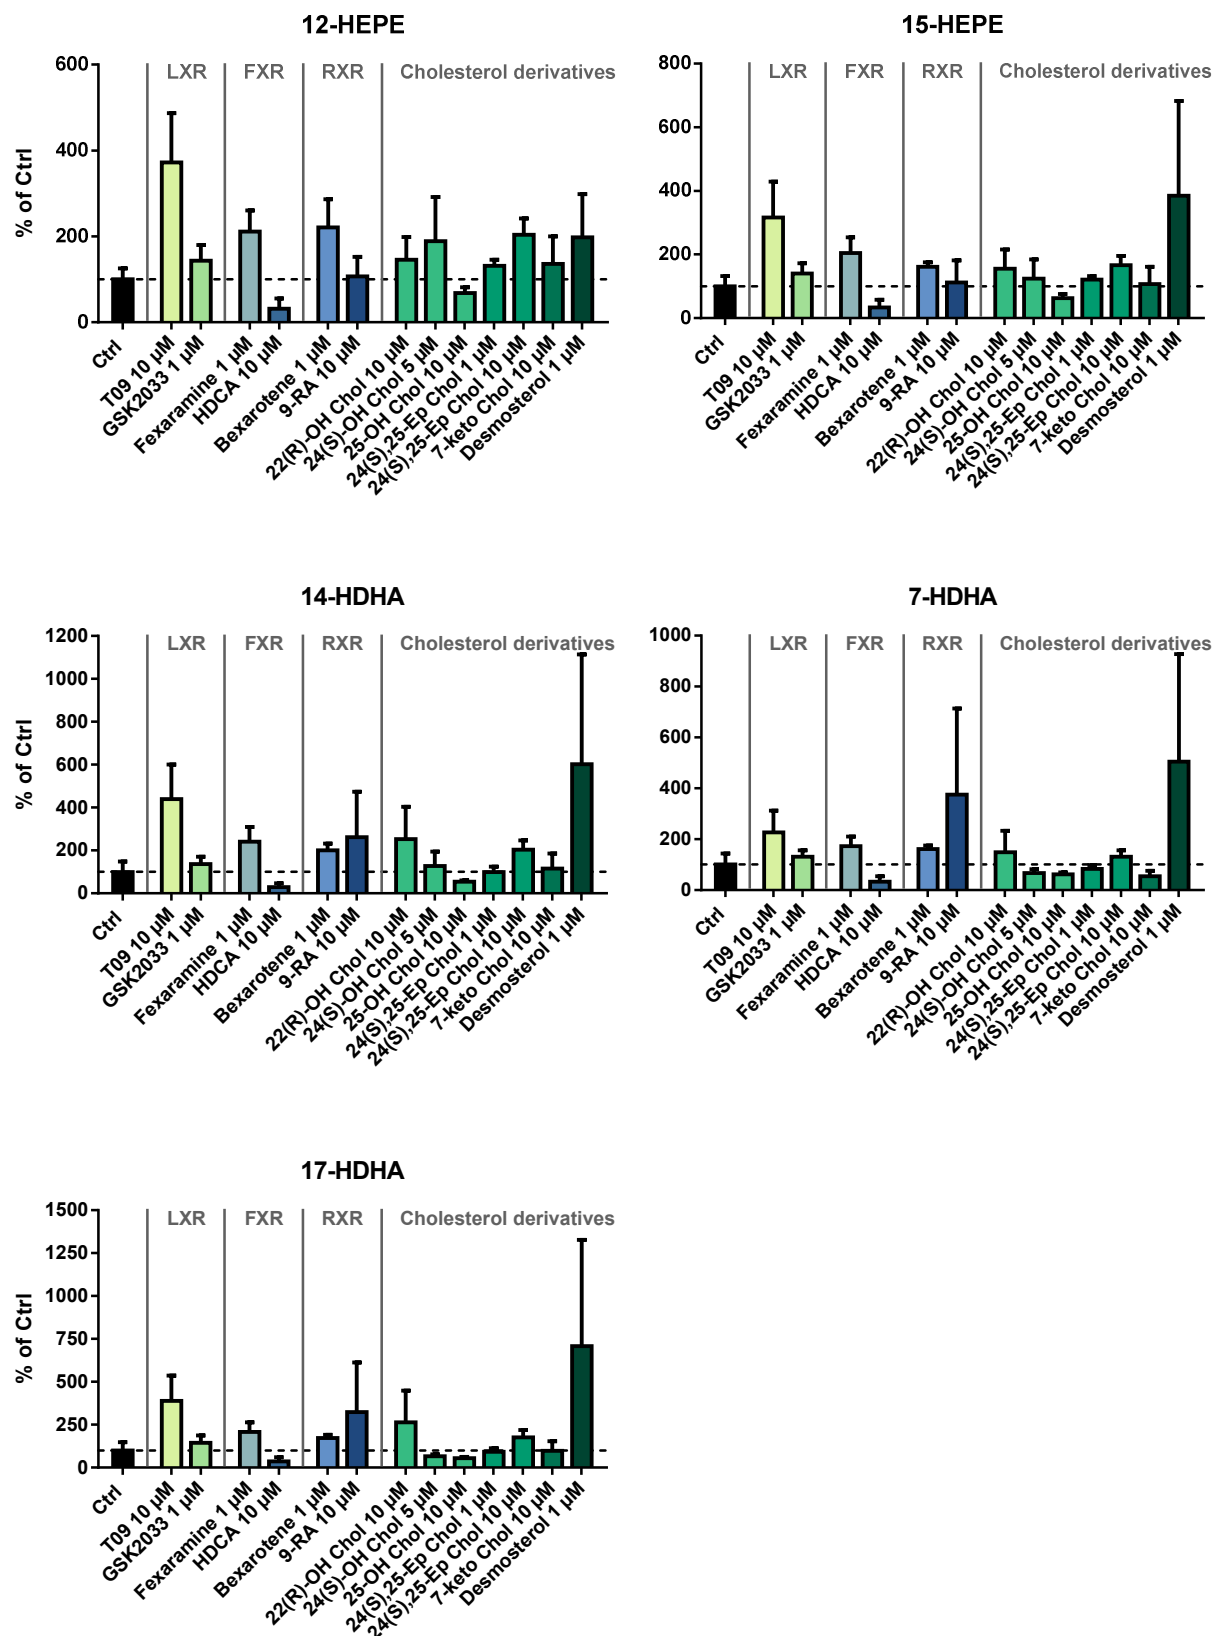 12-HEPE
% of Ctrl
600
400
200
0
LXR FXR RXR Cholesterol derivatives
Ctrl
T09 10 µM
GSK2033 1 µM
Fexaramine 1 µM
HDCA 10 µM
Bexarotene 1 µM
9-RA 10 µM
22(R)-OH Chol 10 µM
24(S)-OH Chol 5 µM
25-OH Chol 10 µM
24(S),25-Ep Chol 1 µM
24(S),25-Ep Chol 10 µM
7-keto Chol 10 µM
Desmosterol 1 µM
15-HEPE
800
600
400
200
0
LXR FXR RXR Cholesterol derivatives
Ctrl
T09 10 µM
GSK2033 1 µM
Fexaramine 1 µM
HDCA 10 µM
Bexarotene 1 µM
9-RA 10 µM
22(R)-OH Chol 10 µM
24(S)-OH Chol 5 µM
25-OH Chol 10 µM
24(S),25-Ep Chol 1 µM
24(S),25-Ep Chol 10 µM
7-keto Chol 10 µM
Desmosterol 1 µM
14-HDHA
% of Ctrl
1200
1000
800
600
400
200
0
LXR FXR RXR Cholesterol derivatives
Ctrl
T09 10 µM
GSK2033 1 µM
Fexaramine 1 µM
HDCA 10 µM
Bexarotene 1 µM
9-RA 10 µM
22(R)-OH Chol 10 µM
24(S)-OH Chol 5 µM
25-OH Chol 10 µM
24(S),25-Ep Chol 1 µM
24(S),25-Ep Chol 10 µM
7-keto Chol 10 µM
Desmosterol 1 µM
7-HDHA
1000
800
600
400
200
0
LXR FXR RXR Cholesterol derivatives
Ctrl
T09 10 µM
GSK2033 1 µM
Fexaramine 1 µM
HDCA 10 µM
Bexarotene 1 µM
9-RA 10 µM
22(R)-OH Chol 10 µM
24(S)-OH Chol 5 µM
25-OH Chol 10 µM
24(S),25-Ep Chol 1 µM
24(S),25-Ep Chol 10 µM
7-keto Chol 10 µM
Desmosterol 1 µM
17-HDHA
% of Ctrl
1500
1250
1000
750
500
250
0
LXR FXR RXR Cholesterol derivatives
Ctrl
T09 10 µM
GSK2033 1 µM
Fexaramine 1 µM
HDCA 10 µM
Bexarotene 1 µM
9-RA 10 µM
22(R)-OH Chol 10 µM
24(S)-OH Chol 5 µM
25-OH Chol 10 µM
24(S),25-Ep Chol 1 µM
24(S),25-Ep Chol 10 µM
7-keto Chol 10 µM
Desmosterol 1 µM